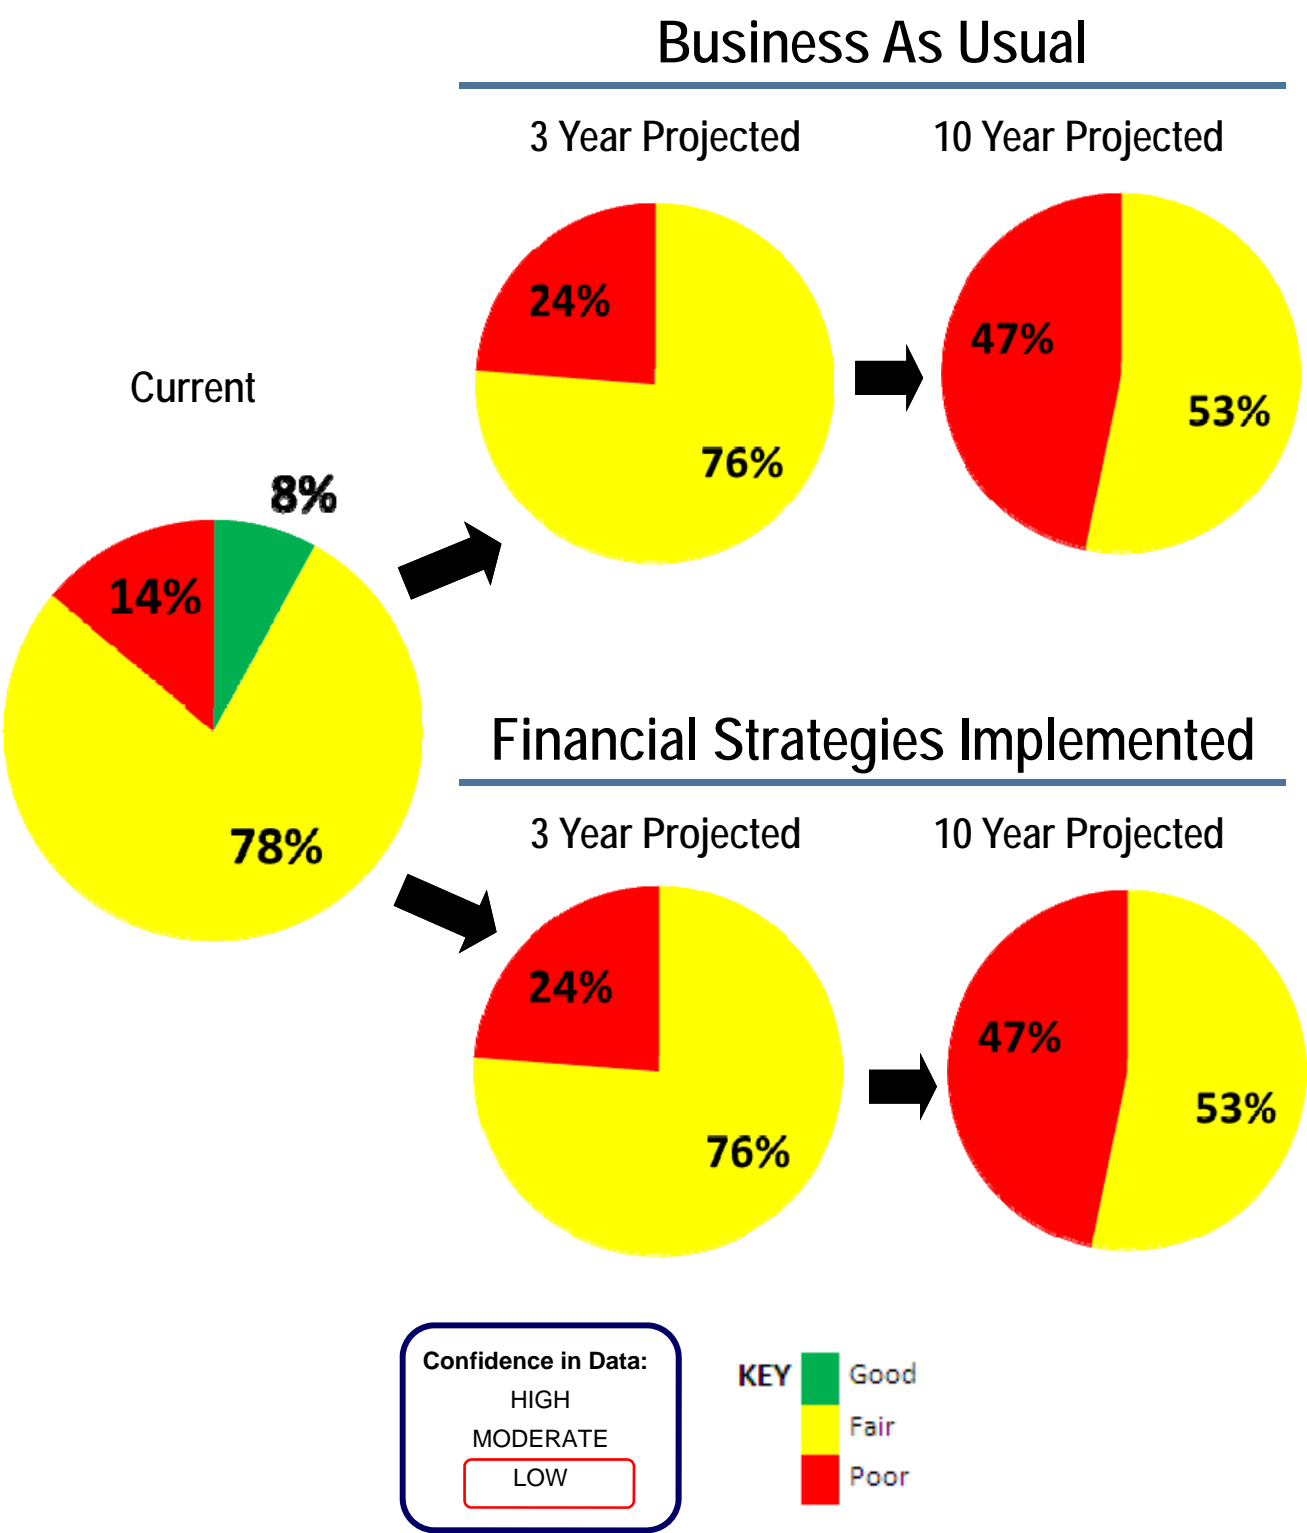 Business As Usual
3 Year Projected
10 Year Projected
24%
76%
47%
53%
Current
8%
14%
78%
Financial Strategies Implemented
3 Year Projected
10 Year Projected
24%
76%
47%
53%
Confidence in Data:
HIGH
MODERATE
LOW
KEY
Good
Fair
Poor